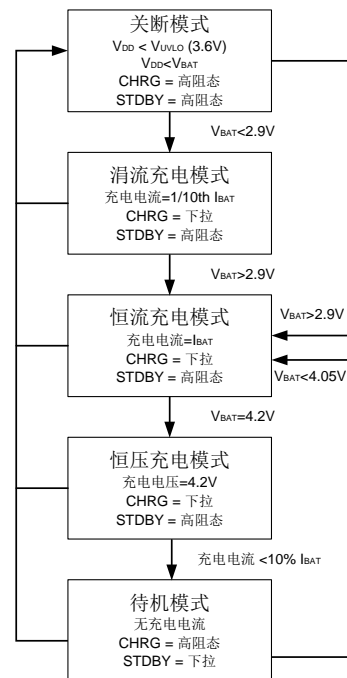 关断模式
VDD < VUVLO (3.6V)
VDD<VBAT
CHRG = 高阻态
STDBY = 高阻态
VBAT<2.9V
涓流充电模式
充电电流=1/10th IBAT
CHRG = 下拉
STDBY = 高阻态
VBAT>2.9V
恒流充电模式
充电电流=IBAT
CHRG = 下拉
STDBY = 高阻态
VBAT>2.9V
VBAT<4.05V
VBAT=4.2V
恒压充电模式
充电电压=4.2V
CHRG = 下拉
STDBY = 高阻态
充电电流 <10% IBAT
待机模式
无充电电流
CHRG = 高阻态
STDBY = 下拉